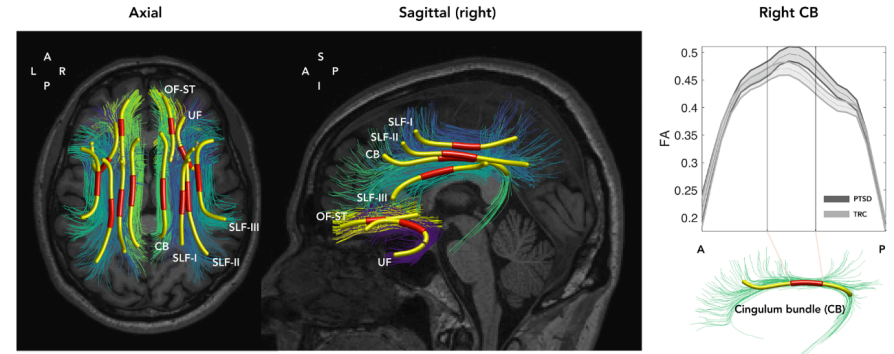 Axial
Sagittal (right)
Right CB
A
L R
P
OF-ST
UF
SLF-III
CB
SLF-I
SLF-II
S
A P
I
SLF-I
SLF-II
CB
SLF-III
OF-ST
UF
0.5
0.45
0.4
0.35
0.3
0.25
0.2
FA
PTSD
TRC
A P
Cingulum bundle (CB)